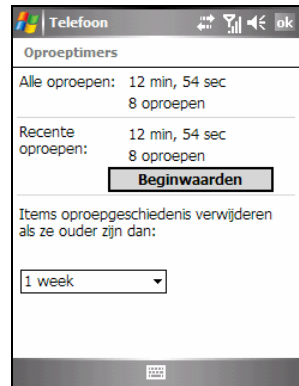 Telefoon ok
Oproeptimers
Alle oproepen: 12 min, 54 sec
8 oproepen
Recente oproepen: 12 min, 54 sec
8 oproepen
Beginwaarden
Items oproepgeschiedenis verwijderen
als ze ouder zijn dan:
1 week